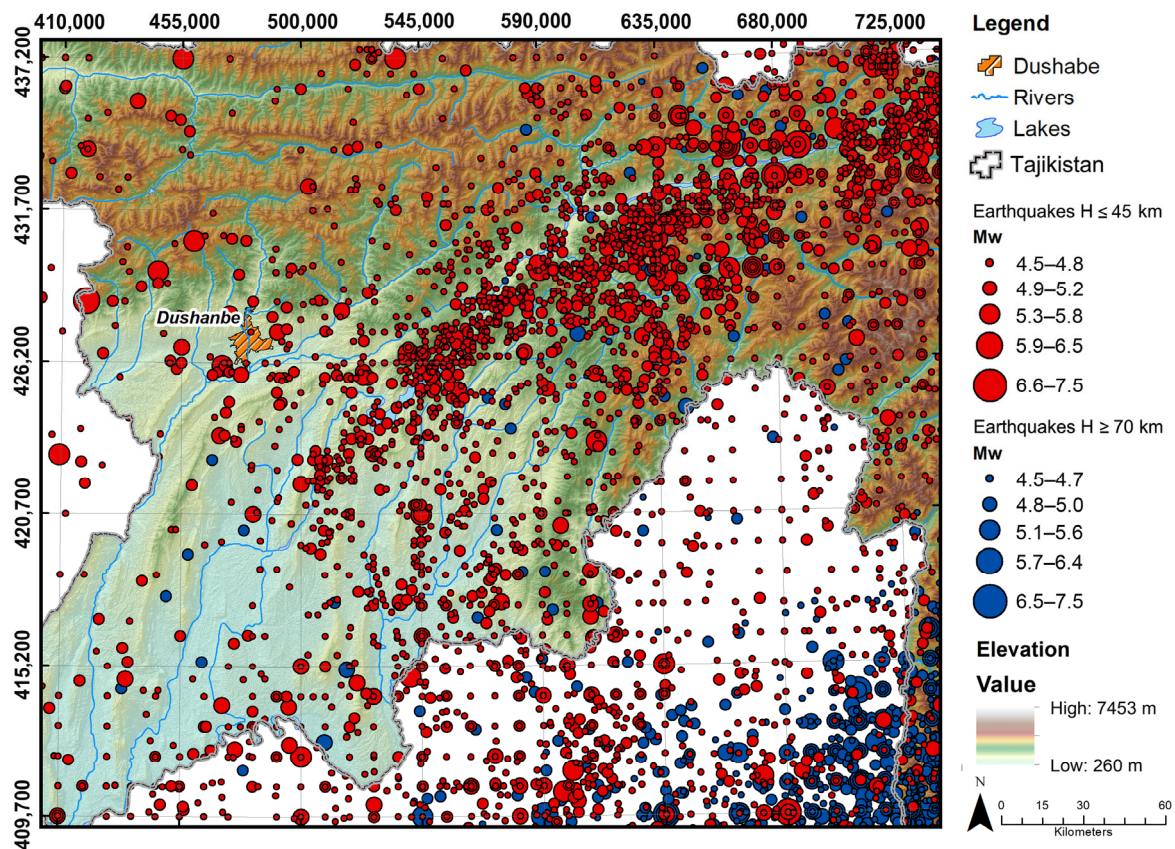 410,000 455,000 500,000 545,000 590,000 635,000 680,000 725,000
437,200
431,700
426,200
420,700
415,200
409,700
Dushanbe
Legend
Dushabe
Rivers
Lakes
Tajikistan
Earthquakes H ≤ 45 km
Mw
4.5–4.8
4.9–5.2
5.3–5.8
5.9–6.5
6.6–7.5
Earthquakes H ≥ 70 km
Mw
4.5–4.7
4.8–5.0
5.1–5.6
5.7–6.4
6.5–7.5
Elevation
Value
High: 7453 m
Low: 260 m
N
0 15 30 60
Kilometers